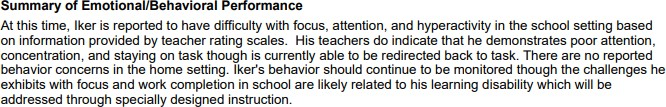 Summary of Emotional/Behavioral Performance
At this time, Iker is reported to have difficulty with focus, attention, and hyperactivity in the school setting based
on information provided by teacher rating scales.  His teachers do indicate that he demonstrates poor attention,
concentration, and staying on task though is currently able to be redirected back to task. There are no reported
behavior concerns in the home setting. Iker's behavior should continue to be monitored though the challenges he
exhibits with focus and work completion in school are likely related to his learning disability which will be
addressed through specially designed instruction.